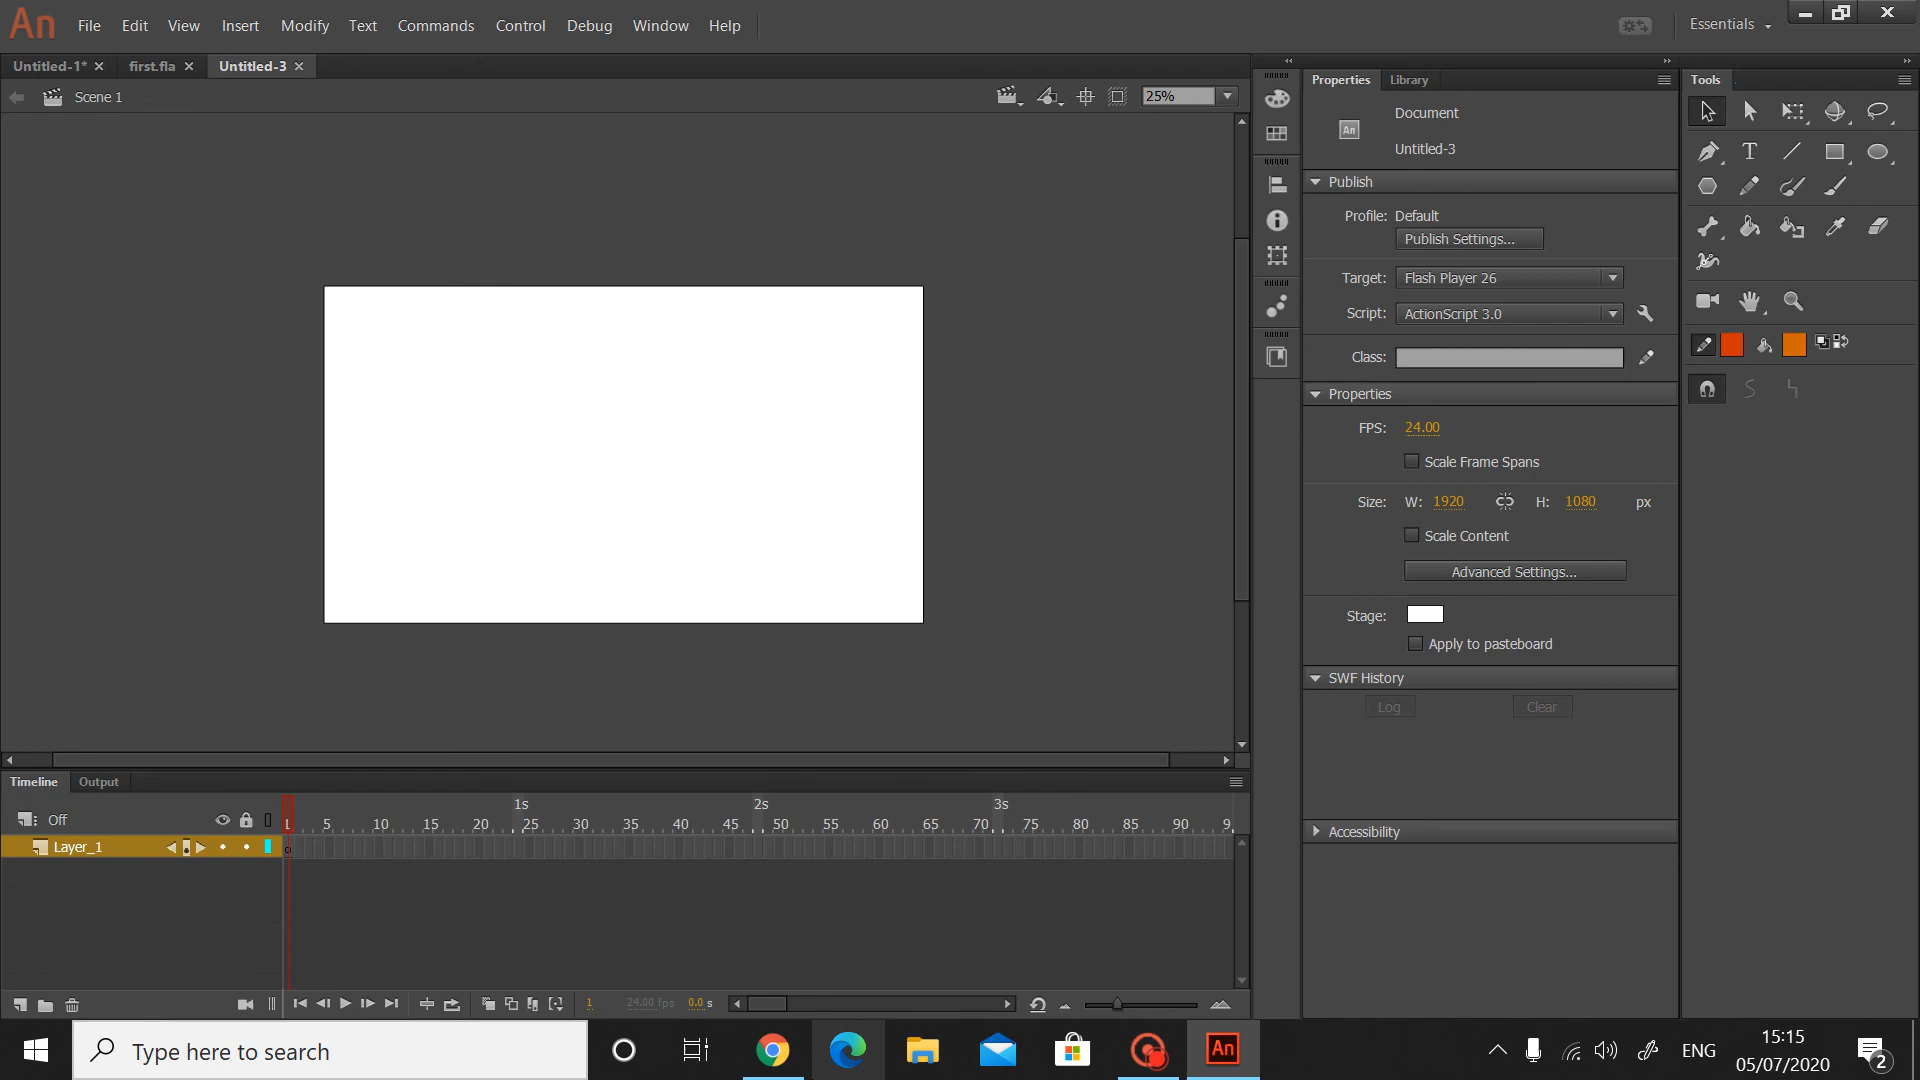 An File Edit View Insert Modify Text Commands Control Debug Window Help Essentials
Untitled-1* first.fla Untitled-3
Scene 1 25%
Properties Library
An Document
Untitled-3
Publish
Profile: Default
Publish Settings...
Target: Flash Player 26
Script: ActionScript 3.0
Class:
Properties
FPS: 24.00
Scale Frame Spans
Size: W: 1920 H: 1080 px
Scale Content
Advanced Settings...
Stage:
Apply to pasteboard
SWF History
Log Clear
Accessibility
Tools
T
Timeline Output
1s 2s 3s
Off 1 5 10 15 20 25 30 35 40 45 50 55 60 65 70 75 80 85 90 9
Layer_1
1 24.00 fps 0.0 s
Type here to search
An
ENG
15:15
05/07/2020
2